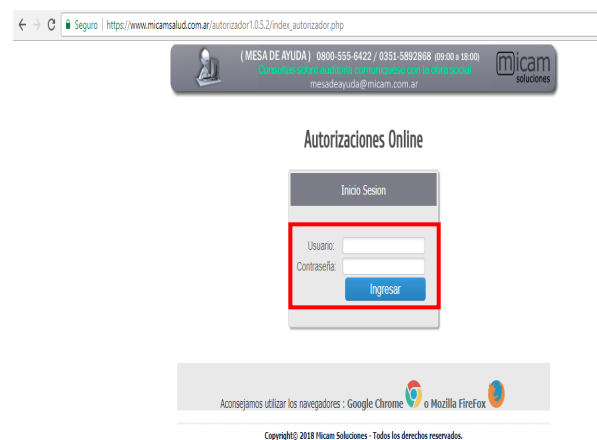 Seguro | https://www.micamsalud.com.ar/autorizador1.0.5.2/index_autorizador.php
( MESA DE AYUDA ) 0800-555-6422 / 0351-5892868 (09:00 a 18:00)
Consultas sobre auditoria comuniquese con la obra social
mesadeayuda@micam.com.ar
micam
soluciones
Autorizaciones Online
Inicio Sesion
Usuario:
Contraseña:
Ingresar
Aconsejamos utilizar los navegadores : Google Chrome o Mozilla FireFox
Copyright© 2018 Micam Soluciones - Todos los derechos reservados.